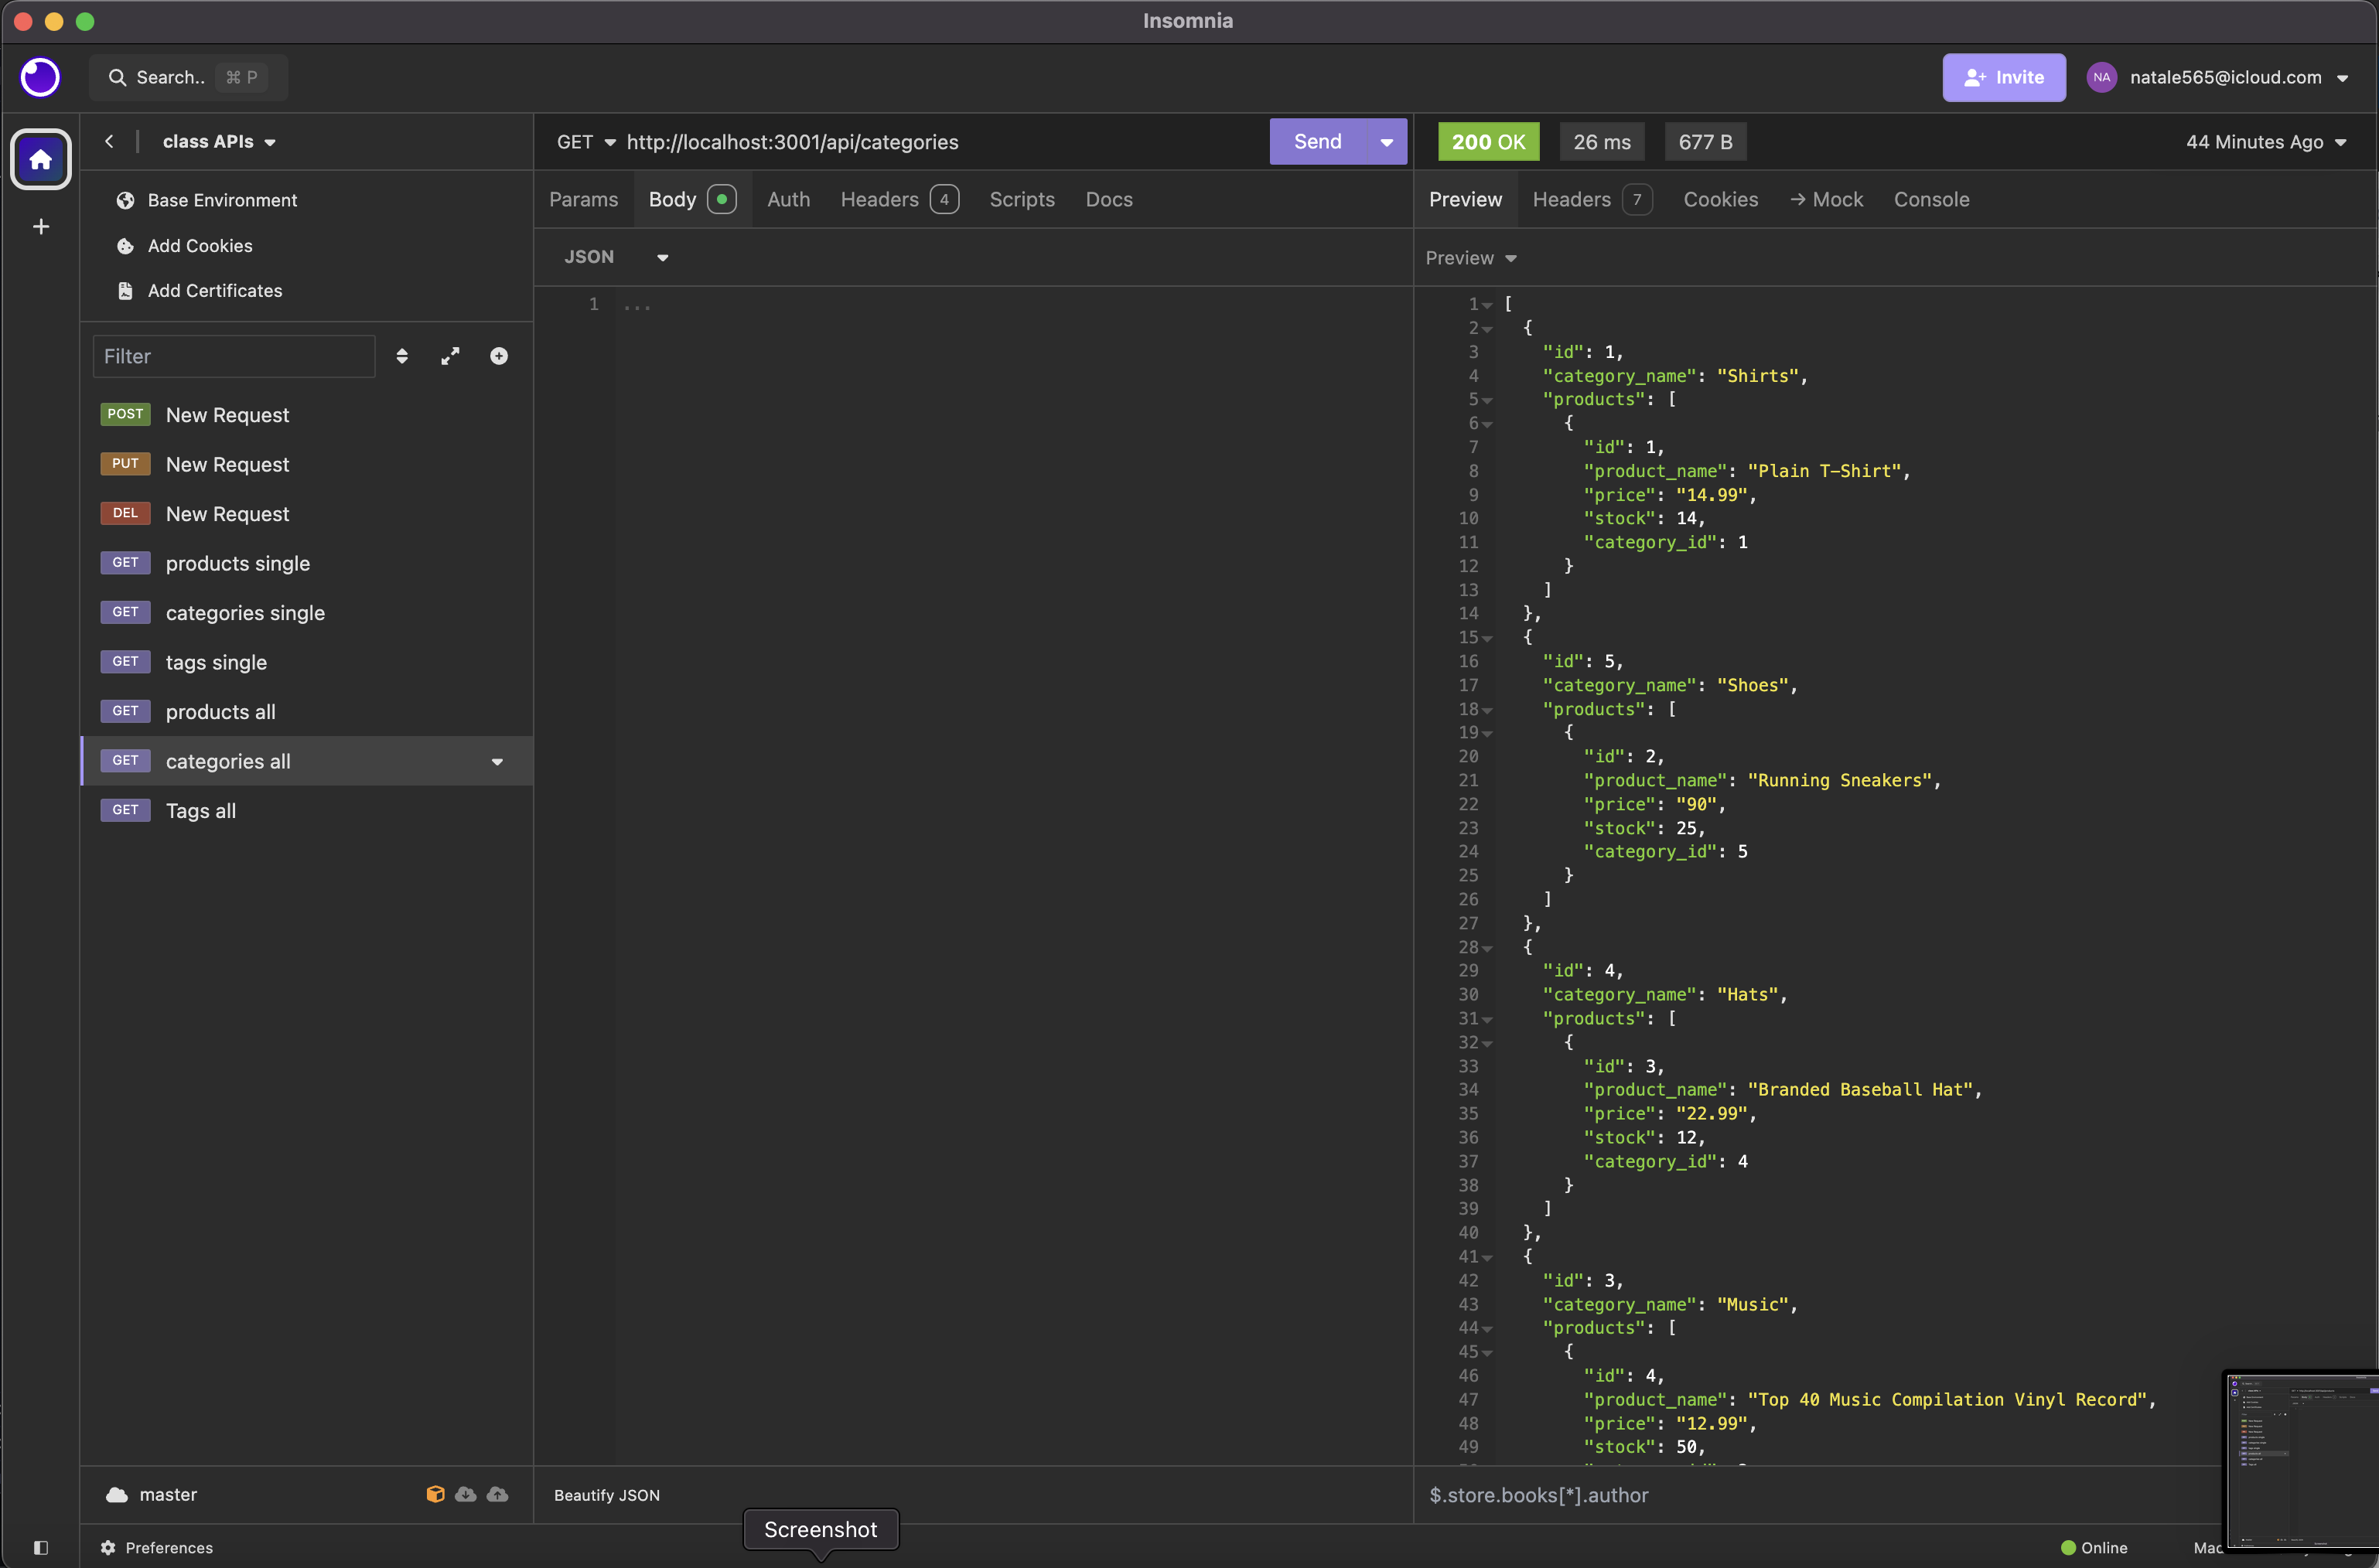 Insomnia
Search.. ⌘ P
Invite
NA
natale565@icloud.com
class APIs
GET http://localhost:3001/api/categories
Send
200 OK
26 ms
677 B
44 Minutes Ago
Base Environment
Add Cookies
Add Certificates
Filter
POST New Request
PUT New Request
DEL New Request
GET products single
GET categories single
GET tags single
GET products all
GET categories all
GET Tags all
master
Preferences
Params
Body
Auth
Headers 4
Scripts
Docs
JSON
1 ...
Beautify JSON
Screenshot
Preview
Headers 7
Cookies
→ Mock
Console
Preview
1 [
2 {
3 "id": 1,
4 "category_name": "Shirts",
5 "products": [
6 {
7 "id": 1,
8 "product_name": "Plain T-Shirt",
9 "price": "14.99",
10 "stock": 14,
11 "category_id": 1
12 }
13 ]
14 },
15 {
16 "id": 5,
17 "category_name": "Shoes",
18 "products": [
19 {
20 "id": 2,
21 "product_name": "Running Sneakers",
22 "price": "90",
23 "stock": 25,
24 "category_id": 5
25 }
26 ]
27 },
28 {
29 "id": 4,
30 "category_name": "Hats",
31 "products": [
32 {
33 "id": 3,
34 "product_name": "Branded Baseball Hat",
35 "price": "22.99",
36 "stock": 12,
37 "category_id": 4
38 }
39 ]
40 },
41 {
42 "id": 3,
43 "category_name": "Music",
44 "products": [
45 {
46 "id": 4,
47 "product_name": "Top 40 Music Compilation Vinyl Record",
48 "price": "12.99",
49 "stock": 50,
$.store.books[*].author
Online